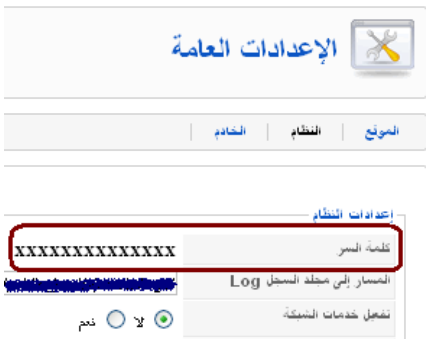 الإعدادات العامة
الموقع | النظام | الخادم |
إعدادات النظام
كلمة السر xxxxxxxxxxxxxx
المسار إلى مجلد السجل Log
تفعيل خدمات الشبكة لا نعم